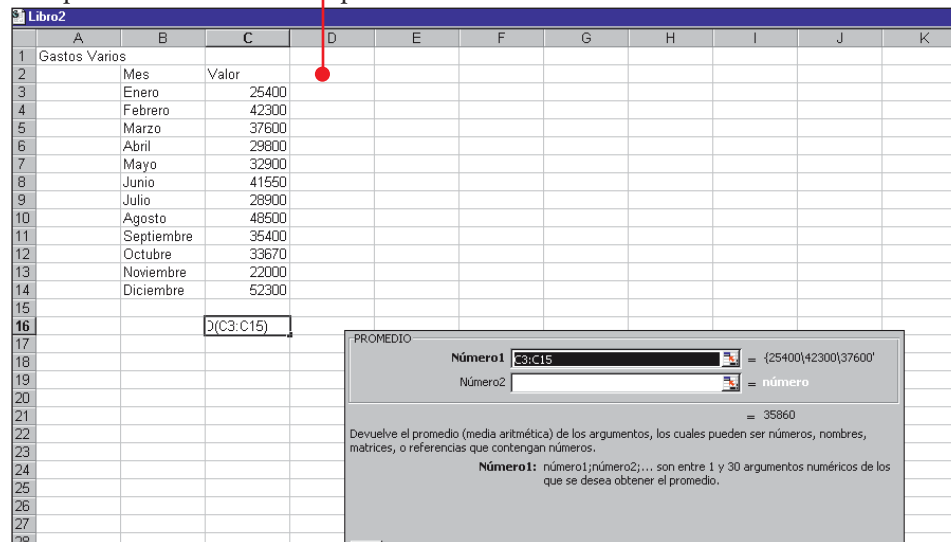 Libro2
A B C D E F G H I J K
1 Gastos Varios
2 Mes Valor
3 Enero 25400
4 Febrero 42300
5 Marzo 37600
6 Abril 29800
7 Mayo 32900
8 Junio 41550
9 Julio 28900
10 Agosto 48500
11 Septiembre 35400
12 Octubre 33670
13 Noviembre 22000
14 Diciembre 52300
15
16 O(C3:C15)
17
18
19
20
21
22
23
24
25
26
27
28
PROMEDIO
Número1 C3:C15 = {25400\42300\37600'
Número2 = número
= 35860
Devuelve el promedio (media aritmética) de los argumentos, los cuales pueden ser números, nombres,
matrices, o referencias que contengan números.
Número1: número1;número2;... son entre 1 y 30 argumentos numéricos de los
que se desea obtener el promedio.